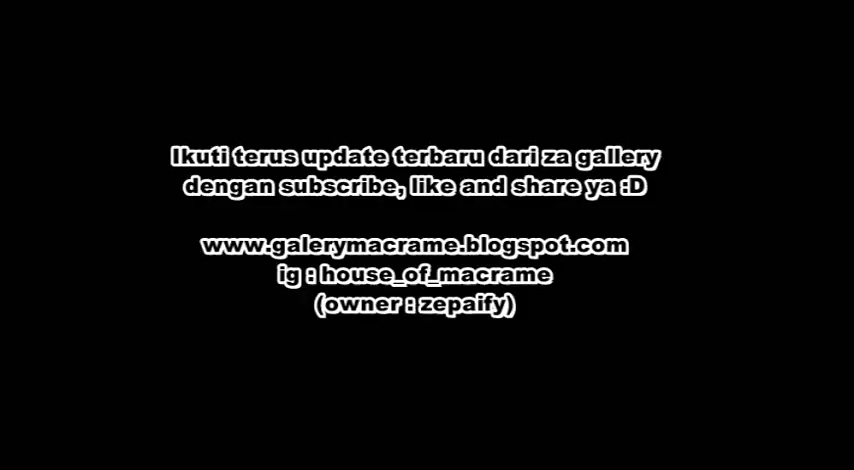 Ikuti terus update terbaru dari za gallery
dengan subscribe, like and share ya :D
www.galerymacrame.blogspot.com
ig : house_of_macrame
(owner : zepaify)